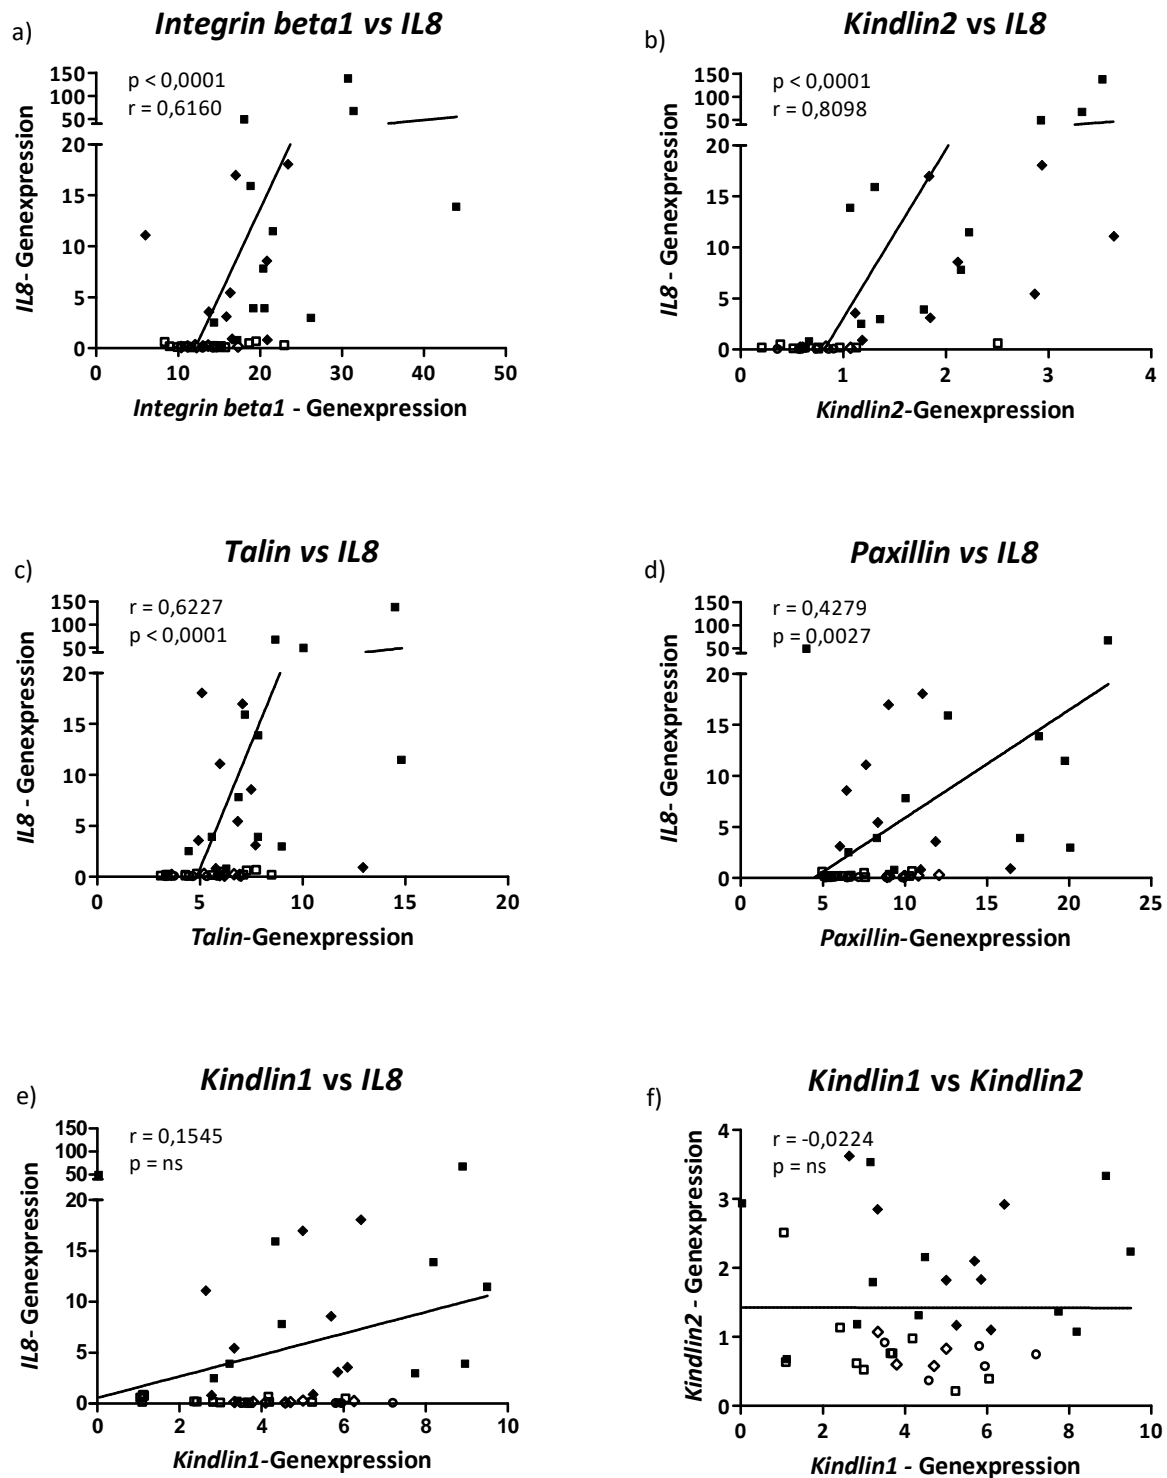 a)
Integrin beta1 vs IL8
p < 0,0001
r = 0,6160
150
100
50
20
15
10
5
0
IL8- Genexpression
0 10 20 30 40 50
Integrin beta1 - Genexpression
b)
Kindlin2 vs IL8
p < 0,0001
r = 0,8098
150
100
50
20
15
10
5
0
IL8 - Genexpression
0 1 2 3 4
Kindlin2-Genexpression
c)
Talin vs IL8
r = 0,6227
p < 0,0001
150
100
50
20
15
10
5
0
IL8 - Genexpression
0 5 10 15 20
Talin-Genexpression
d)
Paxillin vs IL8
r = 0,4279
p = 0,0027
150
100
50
20
15
10
5
0
IL8- Genexpression
0 5 10 15 20 25
Paxillin-Genexpression
e)
Kindlin1 vs IL8
r = 0,1545
p = ns
150
100
50
20
15
10
5
0
IL8- Genexpression
0 2 4 6 8 10
Kindlin1-Genexpression
f)
Kindlin1 vs Kindlin2
r = -0,0224
p = ns
4
3
2
1
0
Kindlin2 - Genexpression
0 2 4 6 8 10
Kindlin1 - Genexpression